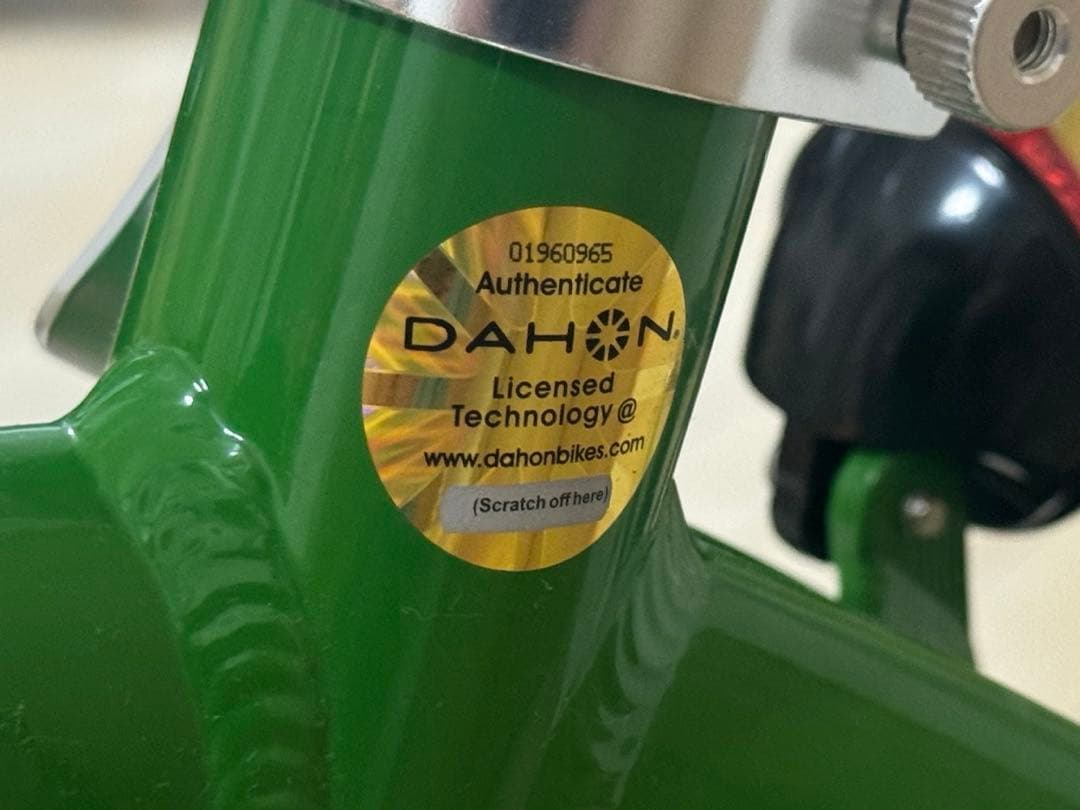 01960965
Authenticate
DAHON®
Licensed
Technology @
www.dahonbikes.com
(Scratch off here)